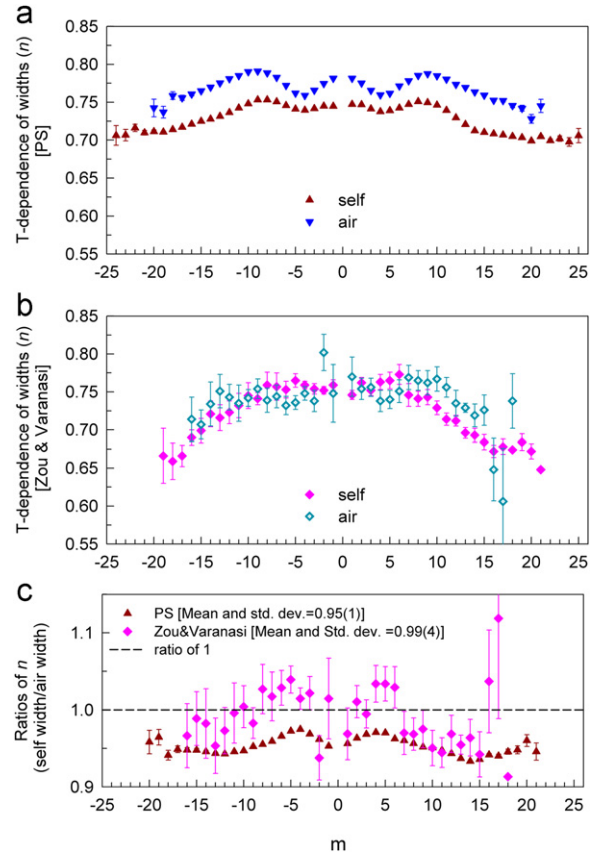 a
T-dependence of widths (n)
[PS]
0.85
0.80
0.75
0.70
0.65
0.60
0.55
self
air
-25 -20 -15 -10 -5 0 5 10 15 20 25
b
T-dependence of widths (n)
[Zou & Varanasi]
0.85
0.80
0.75
0.70
0.65
0.60
0.55
self
air
-25 -20 -15 -10 -5 0 5 10 15 20 25
c
Ratios of n
(self width/air width)
1.1
1.0
0.9
PS [Mean and std. dev.=0.95(1)]
Zou&Varanasi [Mean and Std. dev. =0.99(4)]
ratio of 1
-25 -20 -15 -10 -5 0 5 10 15 20 25
m